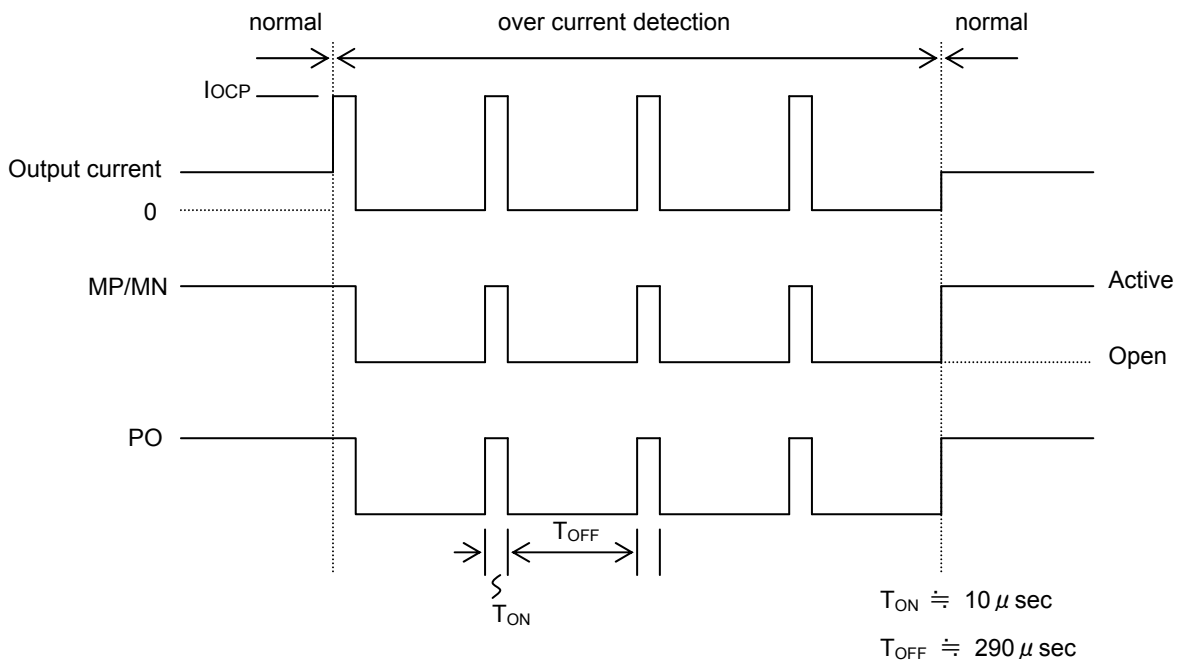 normal over current detection normal
IOCP
Output current
0
MP/MN
Active
Open
PO
TOFF
TON
TON ≒ 10 μ sec
TOFF ≒ 290 μ sec